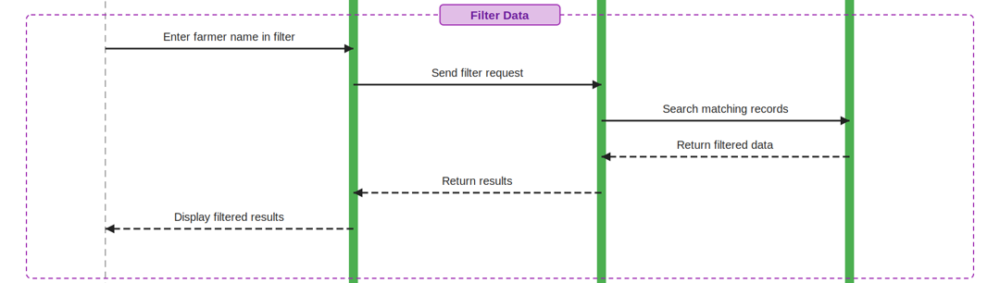 Filter Data
Enter farmer name in filter
Send filter request
Search matching records
Return filtered data
Return results
Display filtered results